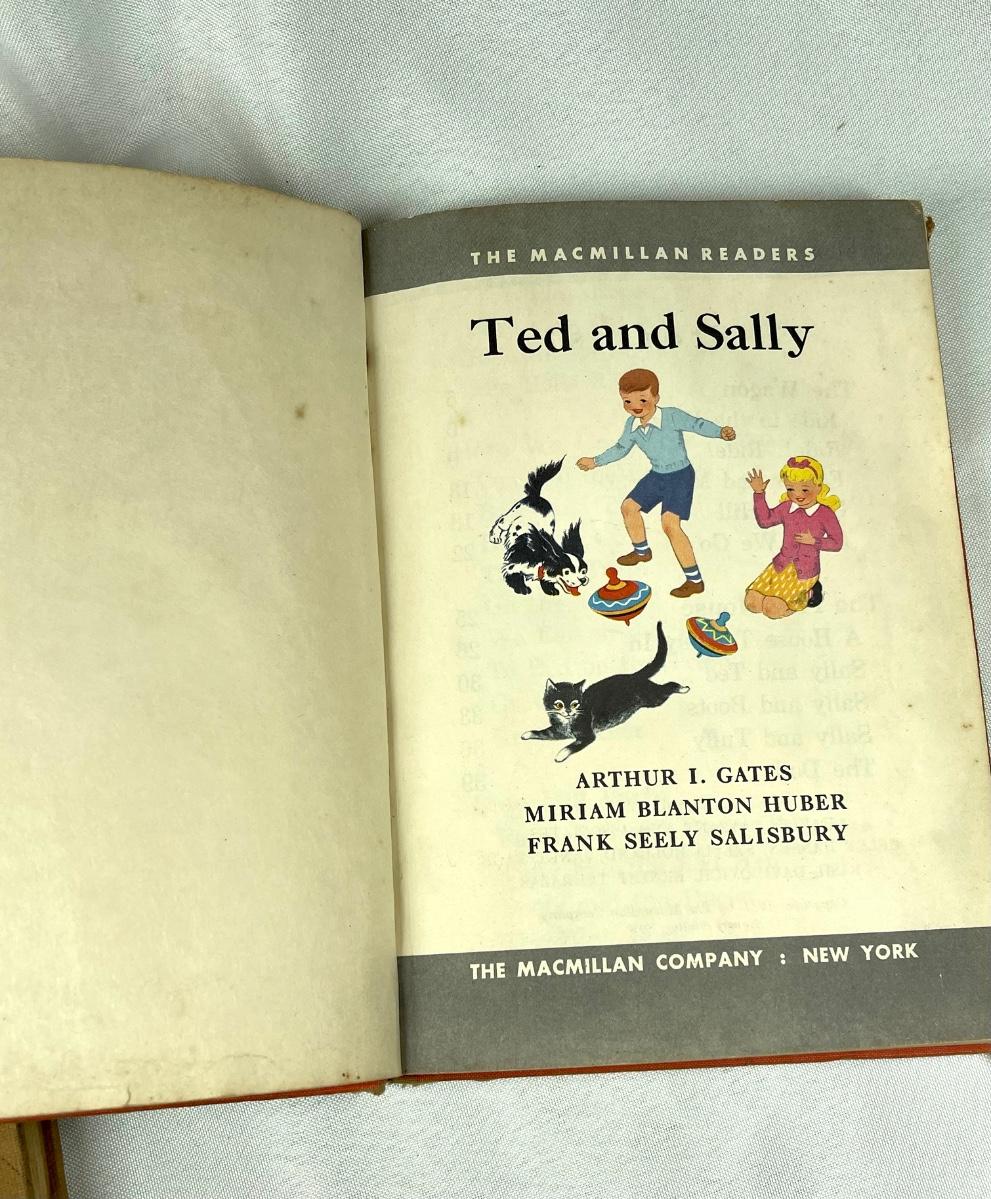 THE MACMILLAN READERS
Ted and Sally
ARTHUR I. GATES
MIRIAM BLANTON HUBER
FRANK SEELY SALISBURY
THE MACMILLAN COMPANY : NEW YORK